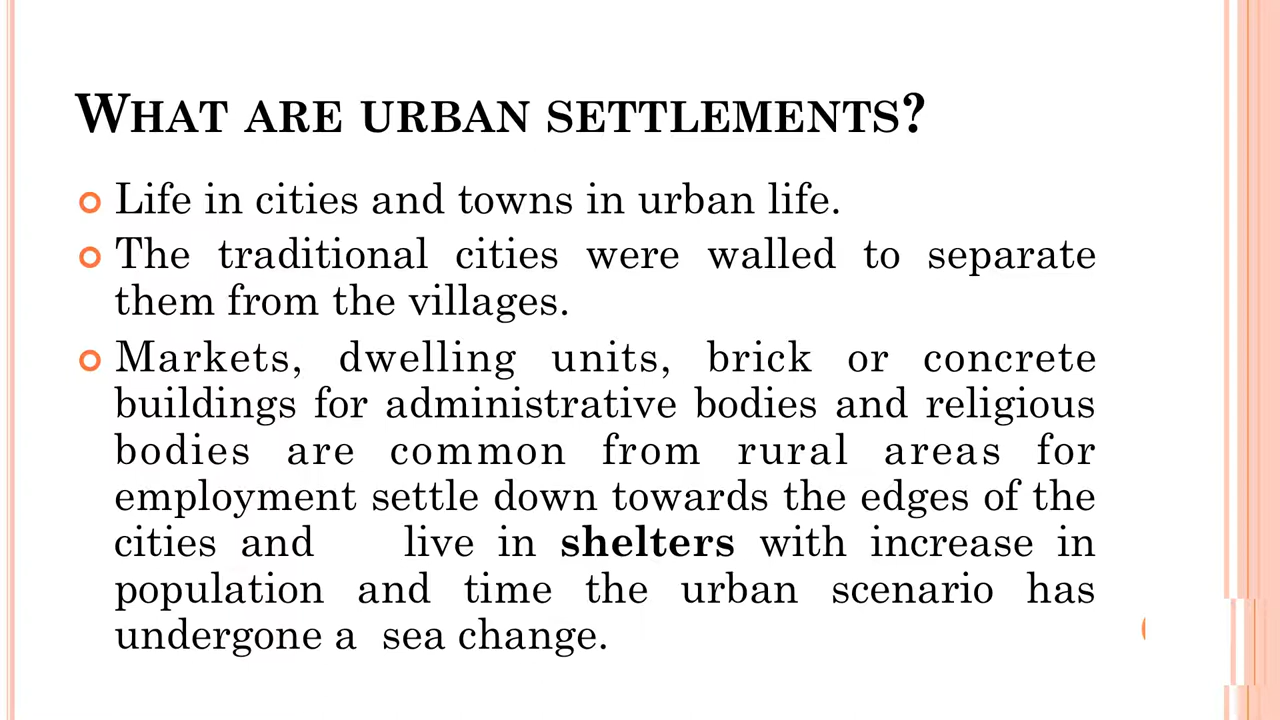 WHAT ARE URBAN SETTLEMENTS?
Life in cities and towns in urban life.
The traditional cities were walled to separate
them from the villages.
Markets, dwelling units, brick or concrete
buildings for administrative bodies and religious
bodies are common from rural areas for
employment settle down towards the edges of the
cities and live in shelters with increase in
population and time the urban scenario has
undergone a sea change.